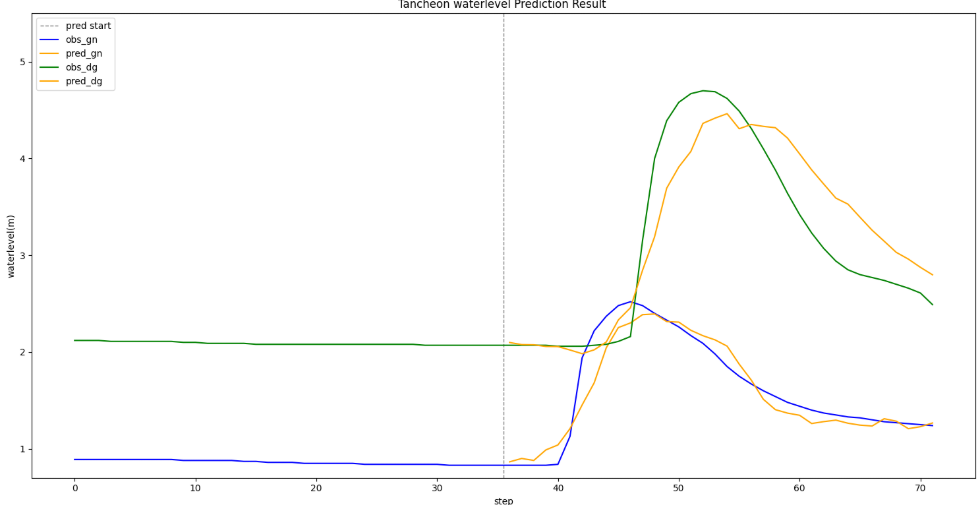 Tancheon waterlevel Prediction Result
pred start
obs_gn
pred_gn
obs_dg
pred_dg
5
4
3
2
1
waterlevel(m)
0
10
20
30
40
50
60
70
step